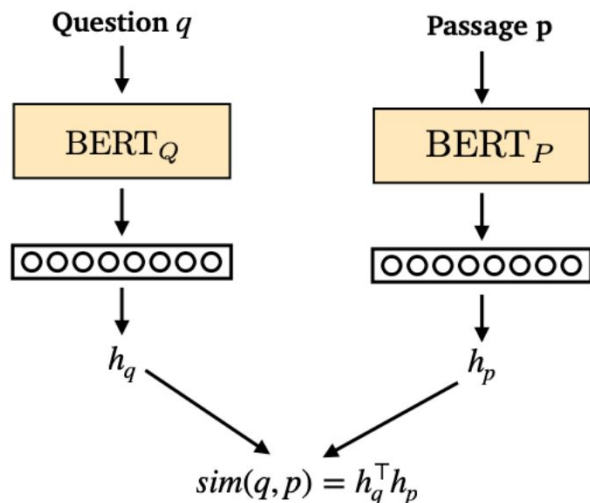 Question q
Passage p
BERT_Q
BERT_P
h_q
h_p
sim(q, p) = h_q^⊤ h_p